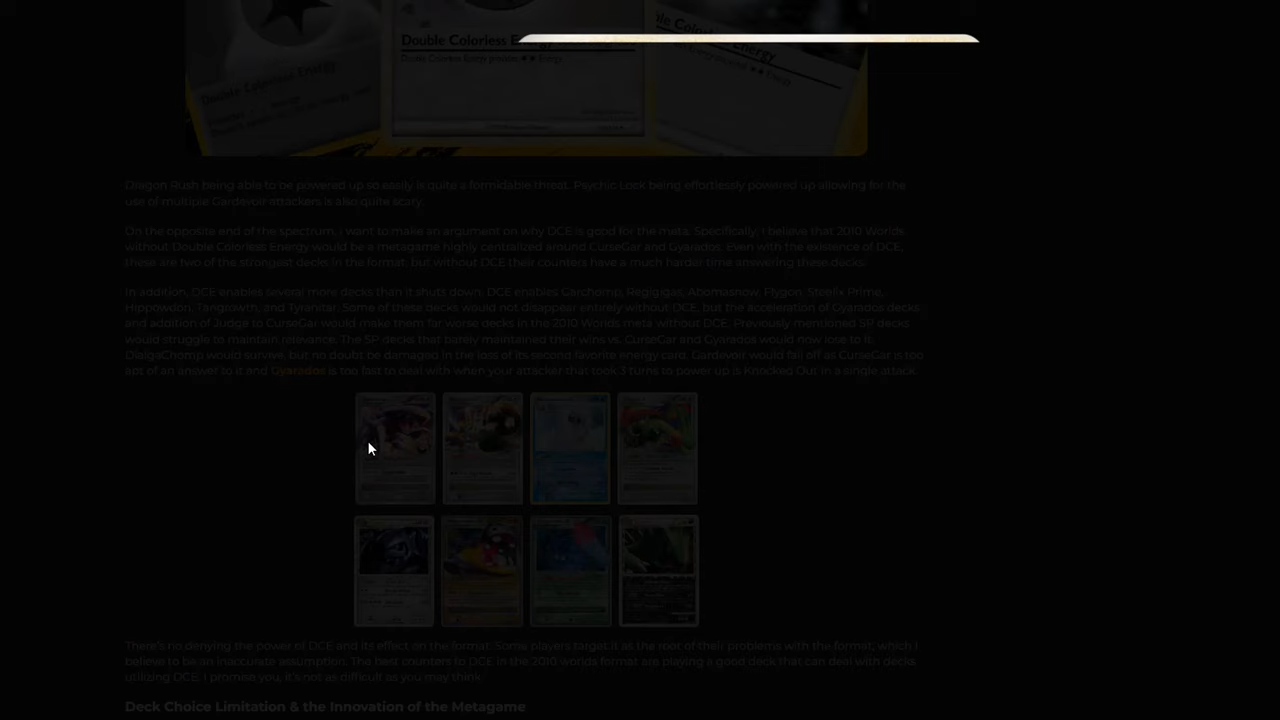 Double Colorless Energy
Double Colorless
Double Colorless Energy provides Energy.
Dragon Rush being able to be powered up so easily is quite a formidable threat. Psychic Lock being effortlessly powered up allowing for the
use of multiple Gardevoir attackers is also quite scary.
On the opposite end of the spectrum, I want to make an argument on why DCE is good for the meta. Specifically, I believe that 2010 Worlds
without Double Colorless Energy would be a metagame highly centralized around CurseGar and Gyarados. Even with the existence of DCE,
these are two of the strongest decks in the format, but without DCE their counters have a much harder time answering these decks.
In addition, DCE enables several more decks than it shuts down. DCE enables Garchomp, Regigigas, Abomasnow, Flygon, Steelix Prime,
Hippowdon, Tangrowth, and Tyranitar. Some of these decks would not disappear entirely without DCE, but the acceleration of Gyarados decks
and addition of Judge to CurseGar would make them far worse decks in the 2010 Worlds meta without DCE. Previously mentioned SP decks
would struggle to maintain relevance. The SP decks that barely maintained their wins vs. CurseGar and Gyarados would now lose to it.
DialgaChomp would survive, but no doubt be damaged in the loss of its second favorite energy card. Gardevoir would fall off as CurseGar is too
apt of an answer to it and Gyarados is too fast to deal with when your attacker that took 3 turns to power up is Knocked Out in a single attack.
There's no denying the power of DCE and its effect on the format. Some players target it as the root of their problems with the format, which I
believe to be an inaccurate assumption. The best counters to DCE in the 2010 worlds format are playing a good deck that can deal with decks
utilizing DCE. I promise you, it's not as difficult as you may think.
Deck Choice Limitation & the Innovation of the Metagame